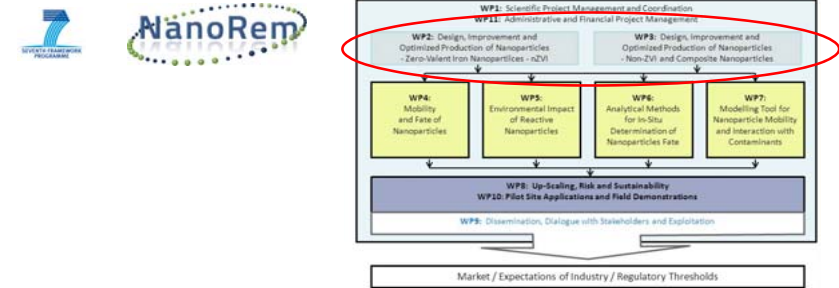 7
SEVENTH FRAMEWORK
PROGRAMME
NanoRem
WP1: Scientific Project Management and Coordination
WP11: Administrative and Financial Project Management
WP2: Design, Improvement and
Optimized Production of Nanoparticles
- Zero-Valent Iron Nanopartilces - nZVI
WP3: Design, Improvement and
Optimized Production of Nanoparticles
- Non-ZVI and Composite Nanoparticles
WP4:
Mobility
and Fate of
Nanoparticles
WP5:
Environmental Impact
of Reactive
Nanoparticles
WP6:
Analytical Methods
for In-Situ
Determination of
Nanoparticles Fate
WP7:
Modelling Tool for
Nanoparticle Mobility
and Interaction with
Contaminants
WP8: Up-Scaling, Risk and Sustainability
WP10: Pilot Site Applications and Field Demonstrations
WP9: Dissemination, Dialogue with Stakeholders and Exploitation
Market / Expectations of Industry / Regulatory Thresholds